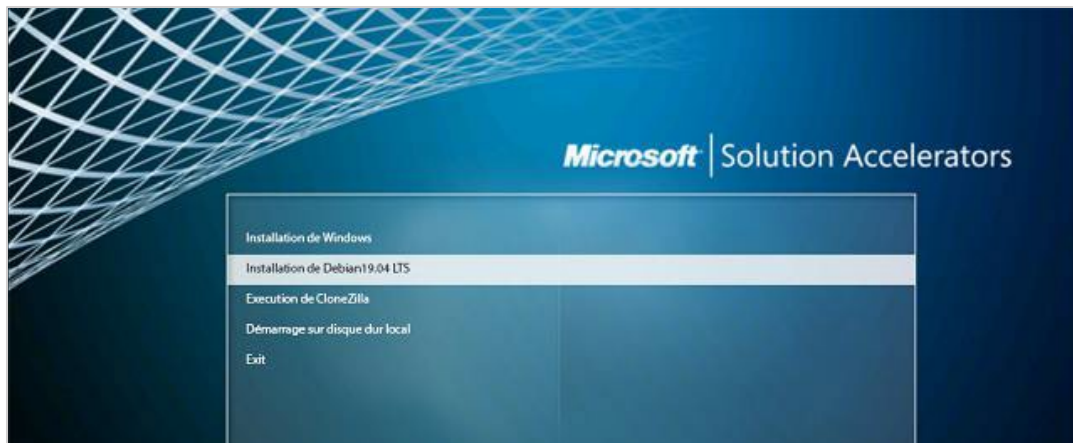 Microsoft | Solution Accelerators
Installation de Windows
Installation de Debian19.04 LTS
Execution de CloneZilla
Démarrage sur disque dur local
Exit